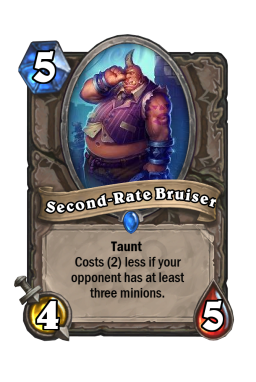 5
Second-Rate Bruiser
Taunt
Costs (2) less if your
opponent has at least
three minions.
4
5